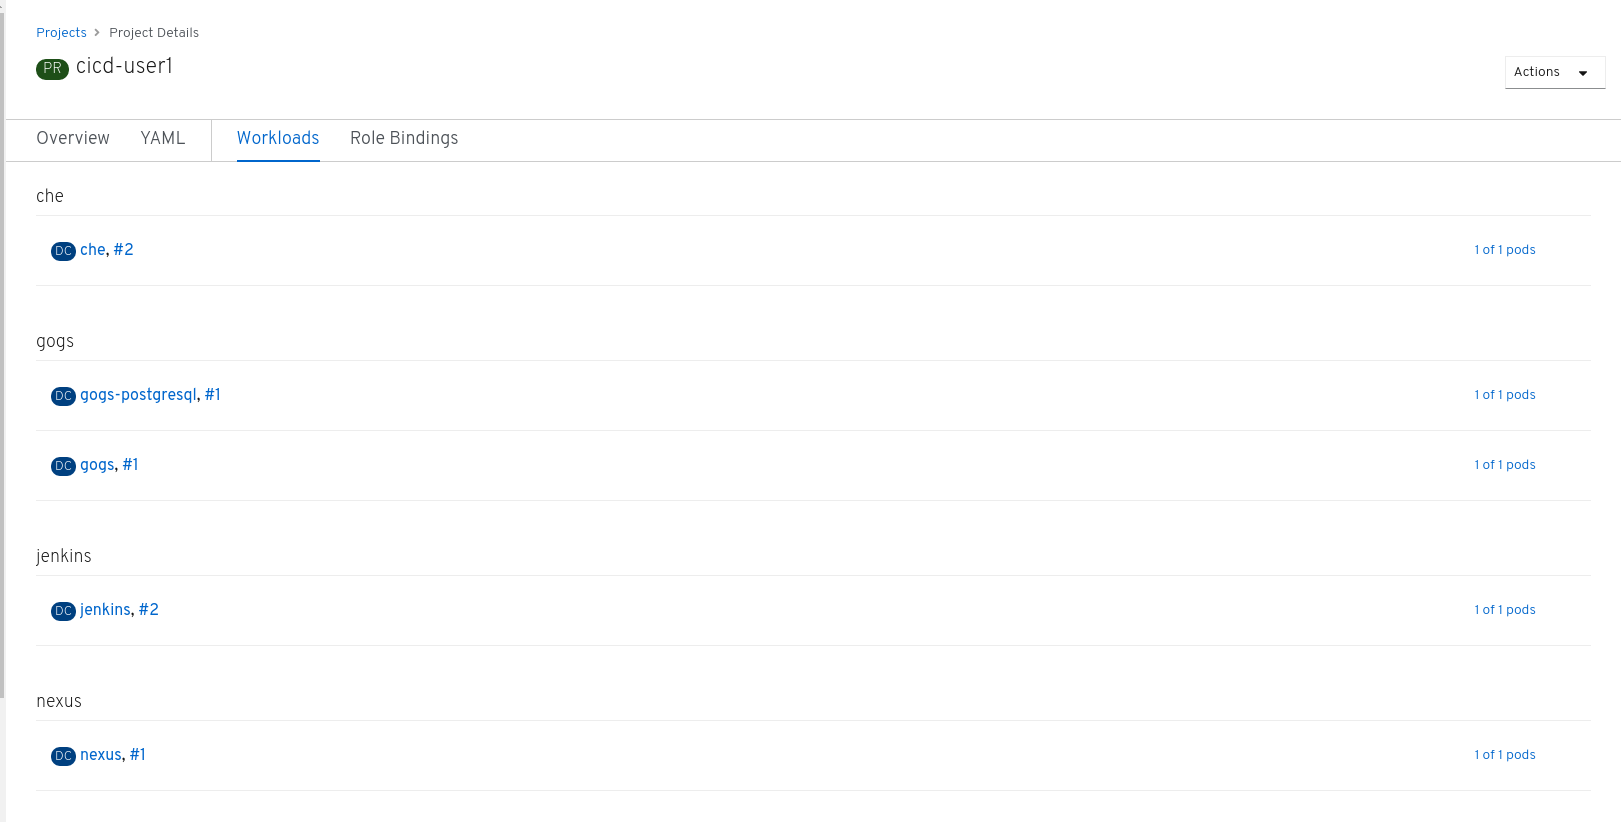 Projects > Project Details
PR cicd-user1
Actions
Overview YAML Workloads Role Bindings
che
DC che, #2 1 of 1 pods
gogs
DC gogs-postgresql, #1 1 of 1 pods
DC gogs, #1 1 of 1 pods
jenkins
DC jenkins, #2 1 of 1 pods
nexus
DC nexus, #1 1 of 1 pods